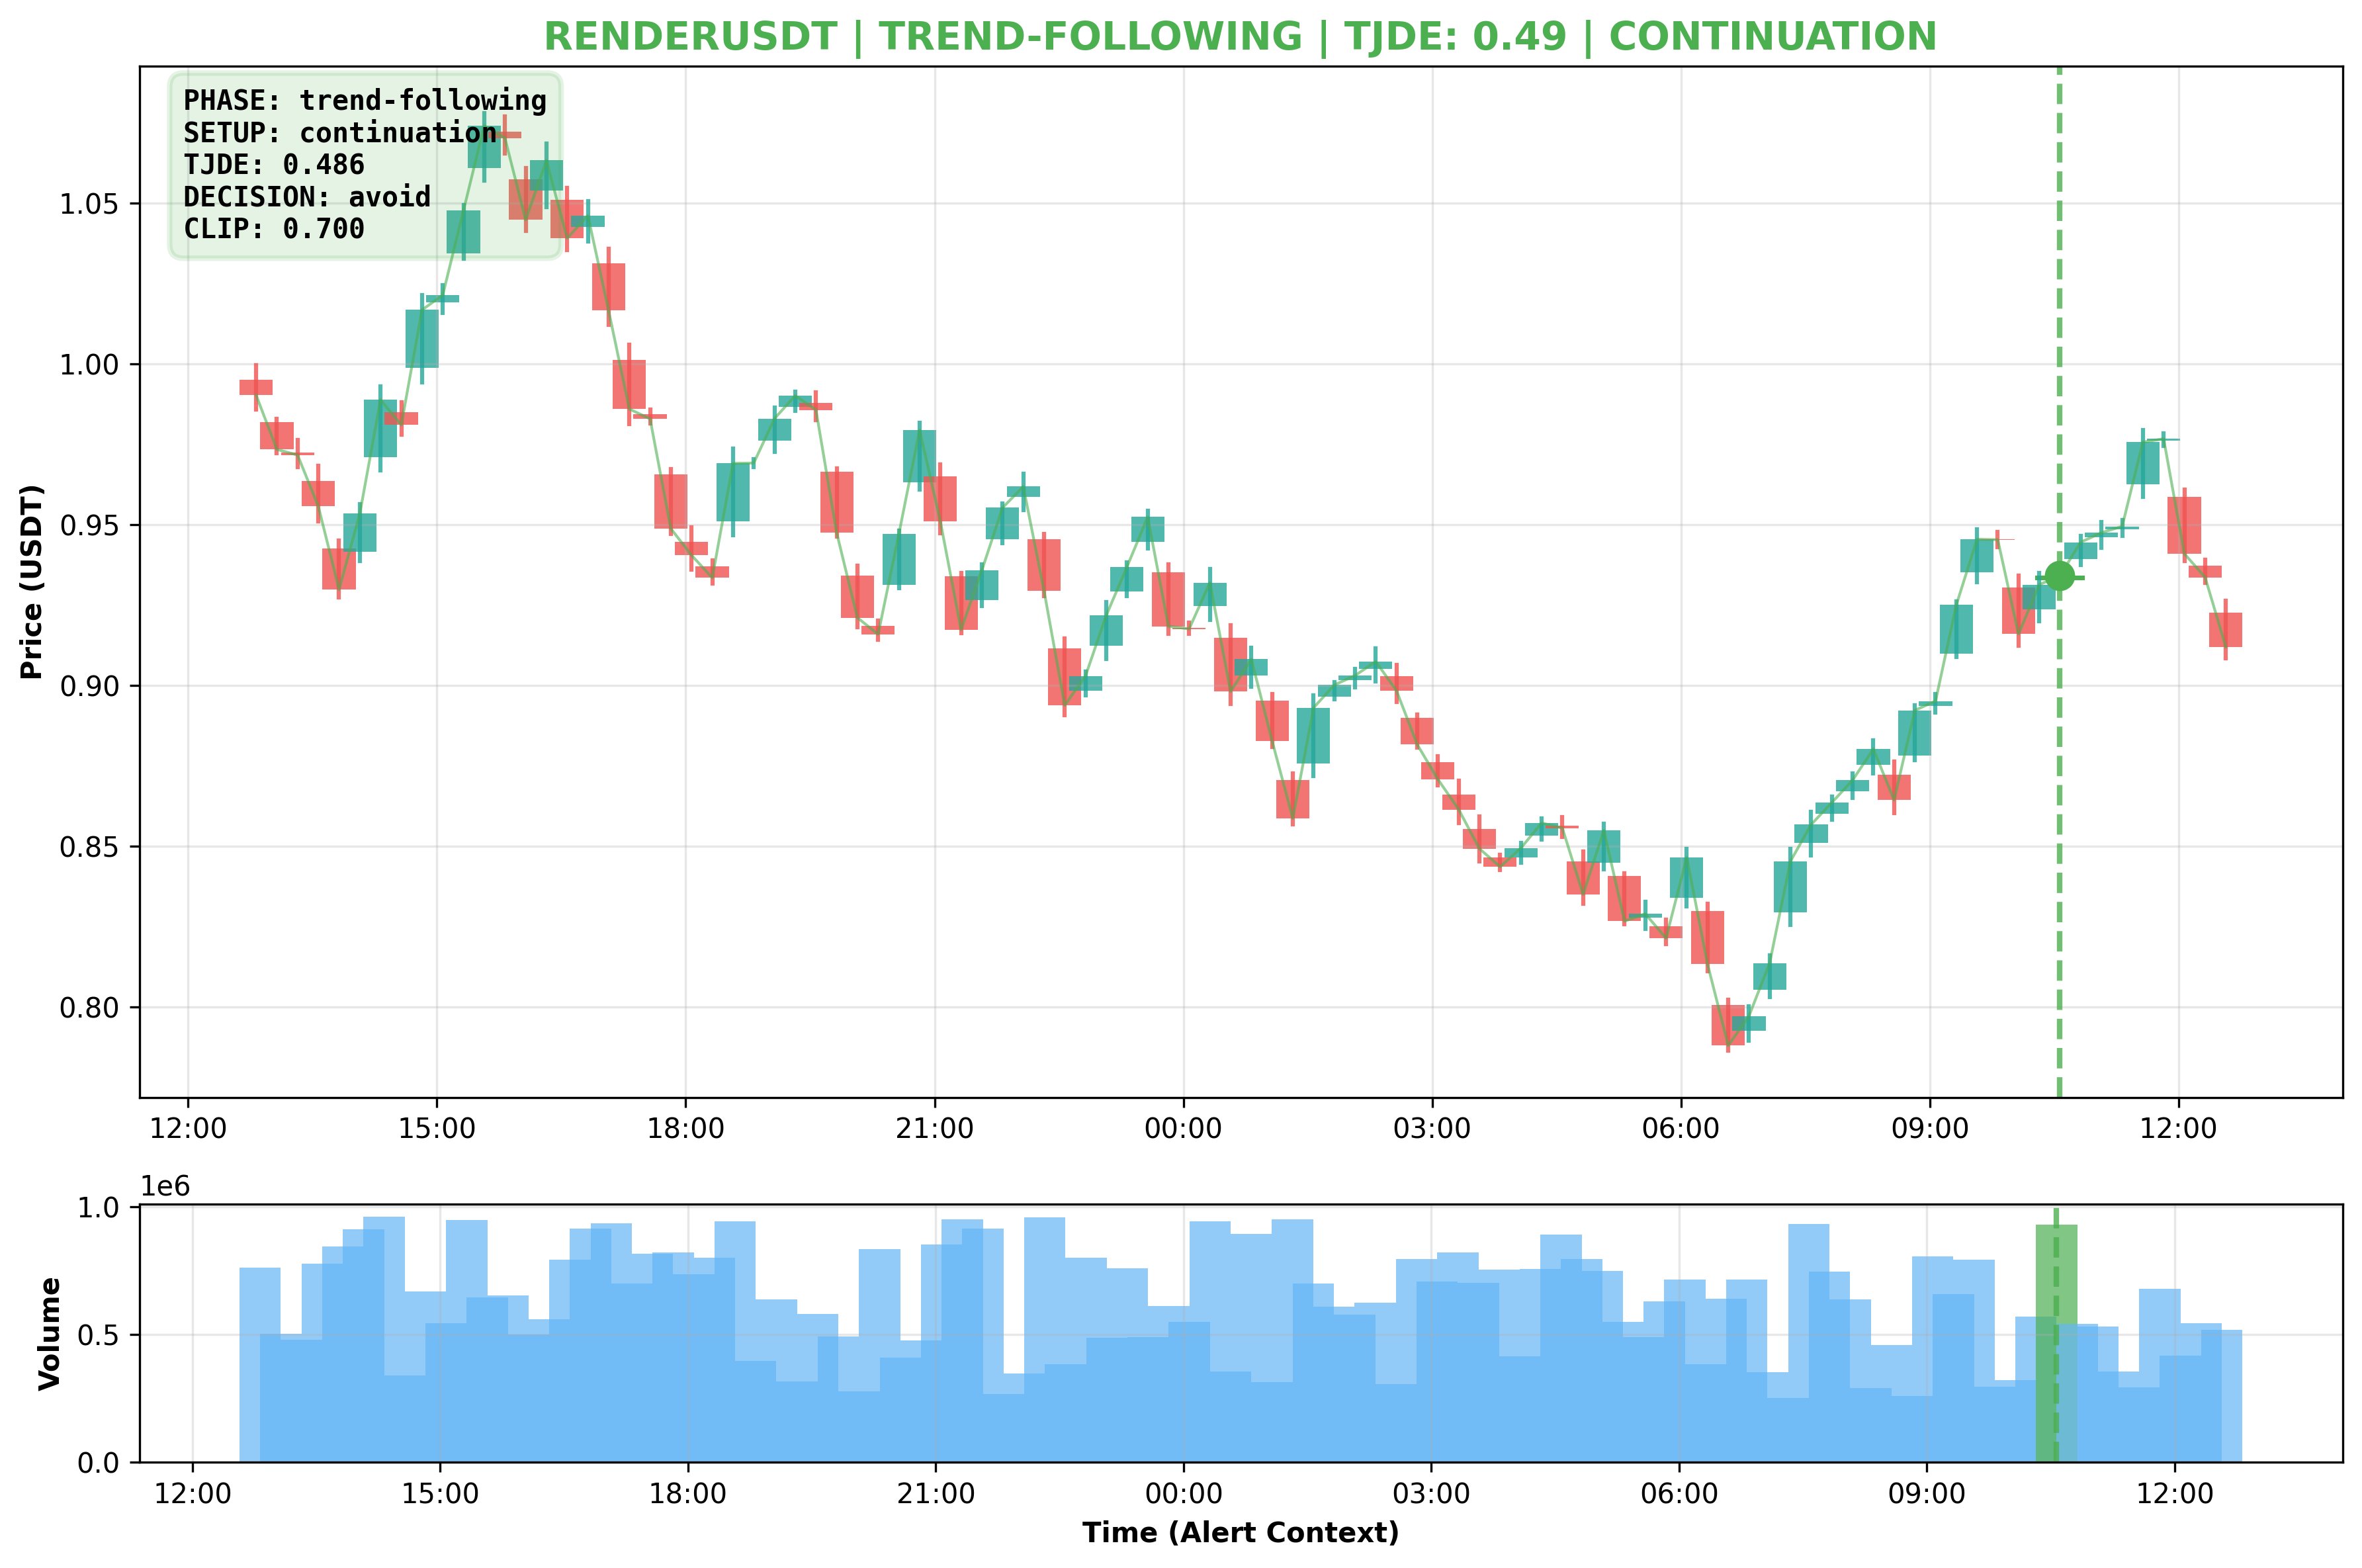 RENDERUSDT | TREND-FOLLOWING | TJDE: 0.49 | CONTINUATION
PHASE: trend-following
SETUP: continuation
TJDE: 0.486
DECISION: avoid
CLIP: 0.700
Price (USDT)
1.05
1.00
0.95
0.90
0.85
0.80
12:00 15:00 18:00 21:00 00:00 03:00 06:00 09:00 12:00
1e6
Volume
1.0
0.5
0.0
12:00 15:00 18:00 21:00 00:00 03:00 06:00 09:00 12:00
Time (Alert Context)